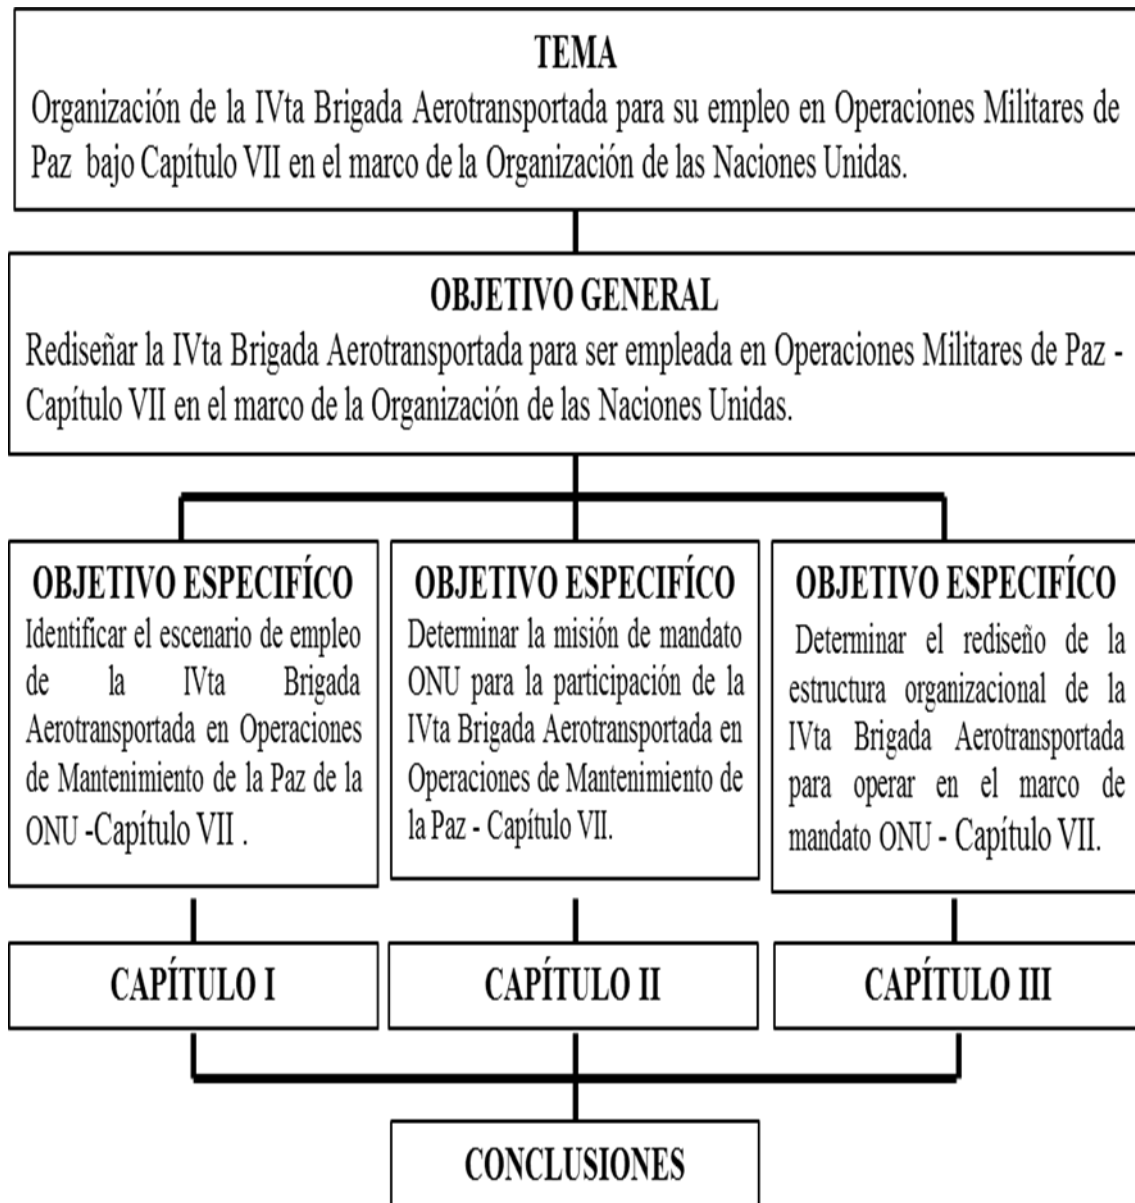 TEMA
Organización de la IVta Brigada Aerotransportada para su empleo en Operaciones Militares de
Paz bajo Capítulo VII en el marco de la Organización de las Naciones Unidas.
OBJETIVO GENERAL
Rediseñar la IVta Brigada Aerotransportada para ser empleada en Operaciones Militares de Paz -
Capítulo VII en el marco de la Organización de las Naciones Unidas.
OBJETIVO ESPECIFÍCO
Identificar el escenario de empleo
de la IVta Brigada
Aerotransportada en Operaciones
de Mantenimiento de la Paz de la
ONU -Capítulo VII .
OBJETIVO ESPECIFÍCO
Determinar la misión de mandato
ONU para la participación de la
IVta Brigada Aerotransportada en
Operaciones de Mantenimiento de
la Paz - Capítulo VII.
OBJETIVO ESPECIFÍCO
Determinar el rediseño de la
estructura organizacional de la
IVta Brigada Aerotransportada
para operar en el marco de
mandato ONU - Capítulo VII.
CAPÍTULO I
CAPÍTULO II
CAPÍTULO III
CONCLUSIONES